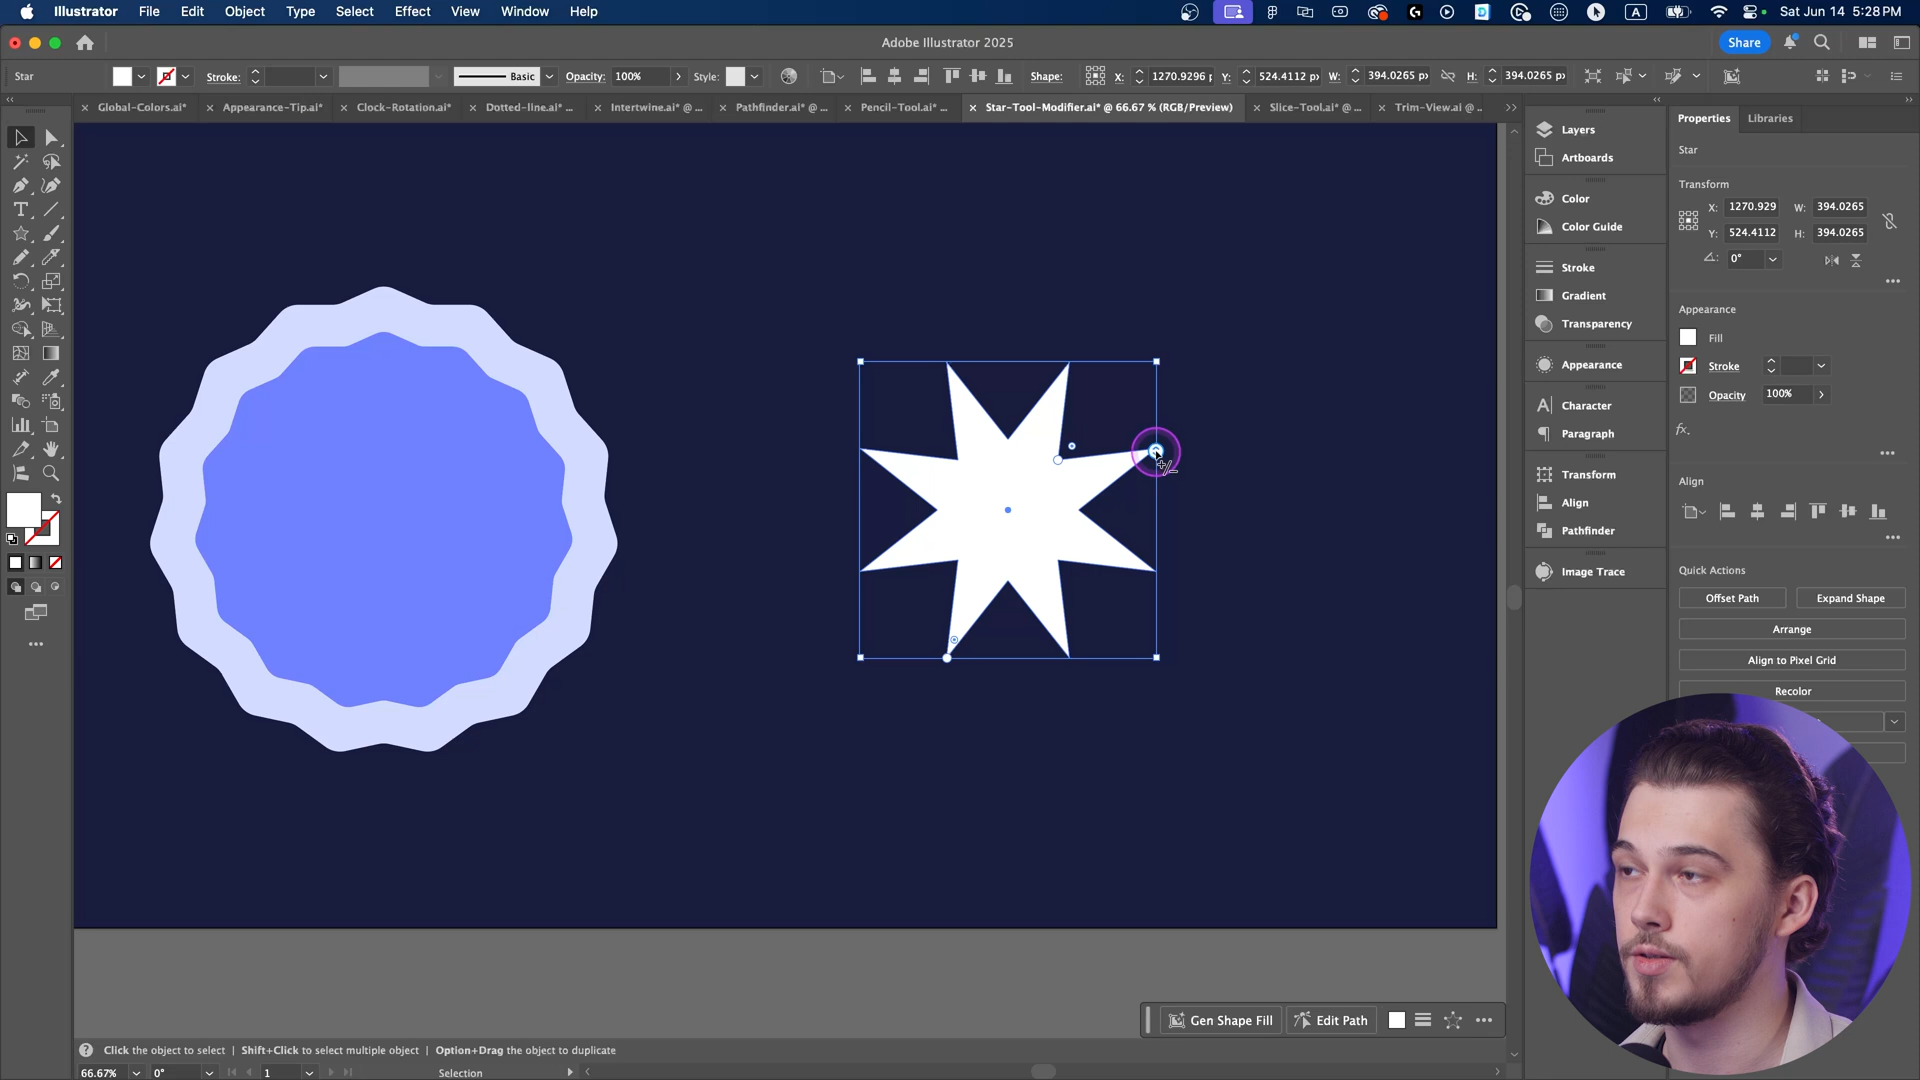 Illustrator File Edit Object Type Select Effect View Window Help
A
Sat Jun 14 5:28 PM
Adobe Illustrator 2025
Share
Star
Stroke:
Basic
Opacity: 100%
Style:
Shape:
X: 1270.9296 p
Y: 524.4112 px
W: 394.0265 px
H: 394.0265 px
× Global-Colors.ai*
× Appearance-Tip.ai*
× Clock-Rotation.ai*
× Dotted-line.ai* ...
× Intertwine.ai* @ ...
× Pathfinder.ai* @ ...
× Pencil-Tool.ai* ...
× Star-Tool-Modifier.ai* @ 66.67 % (RGB/Preview)
× Slice-Tool.ai* @ ...
× Trim-View.ai @ ..
Layers
Artboards
Color
Color Guide
Stroke
Gradient
Transparency
Appearance
Character
Paragraph
Transform
Align
Pathfinder
Image Trace
Properties Libraries
Star
Transform
X: 1270.929 W: 394.0265
Y: 524.4112 H: 394.0265
0°
Appearance
Fill
Stroke
Opacity 100%
fx.
Align
Quick Actions
Offset Path Expand Shape
Arrange
Align to Pixel Grid
Recolor
Gen Shape Fill Edit Path
Click the object to select | Shift+Click to select multiple object | Option+Drag the object to duplicate
66.67% 0° 1 Selection